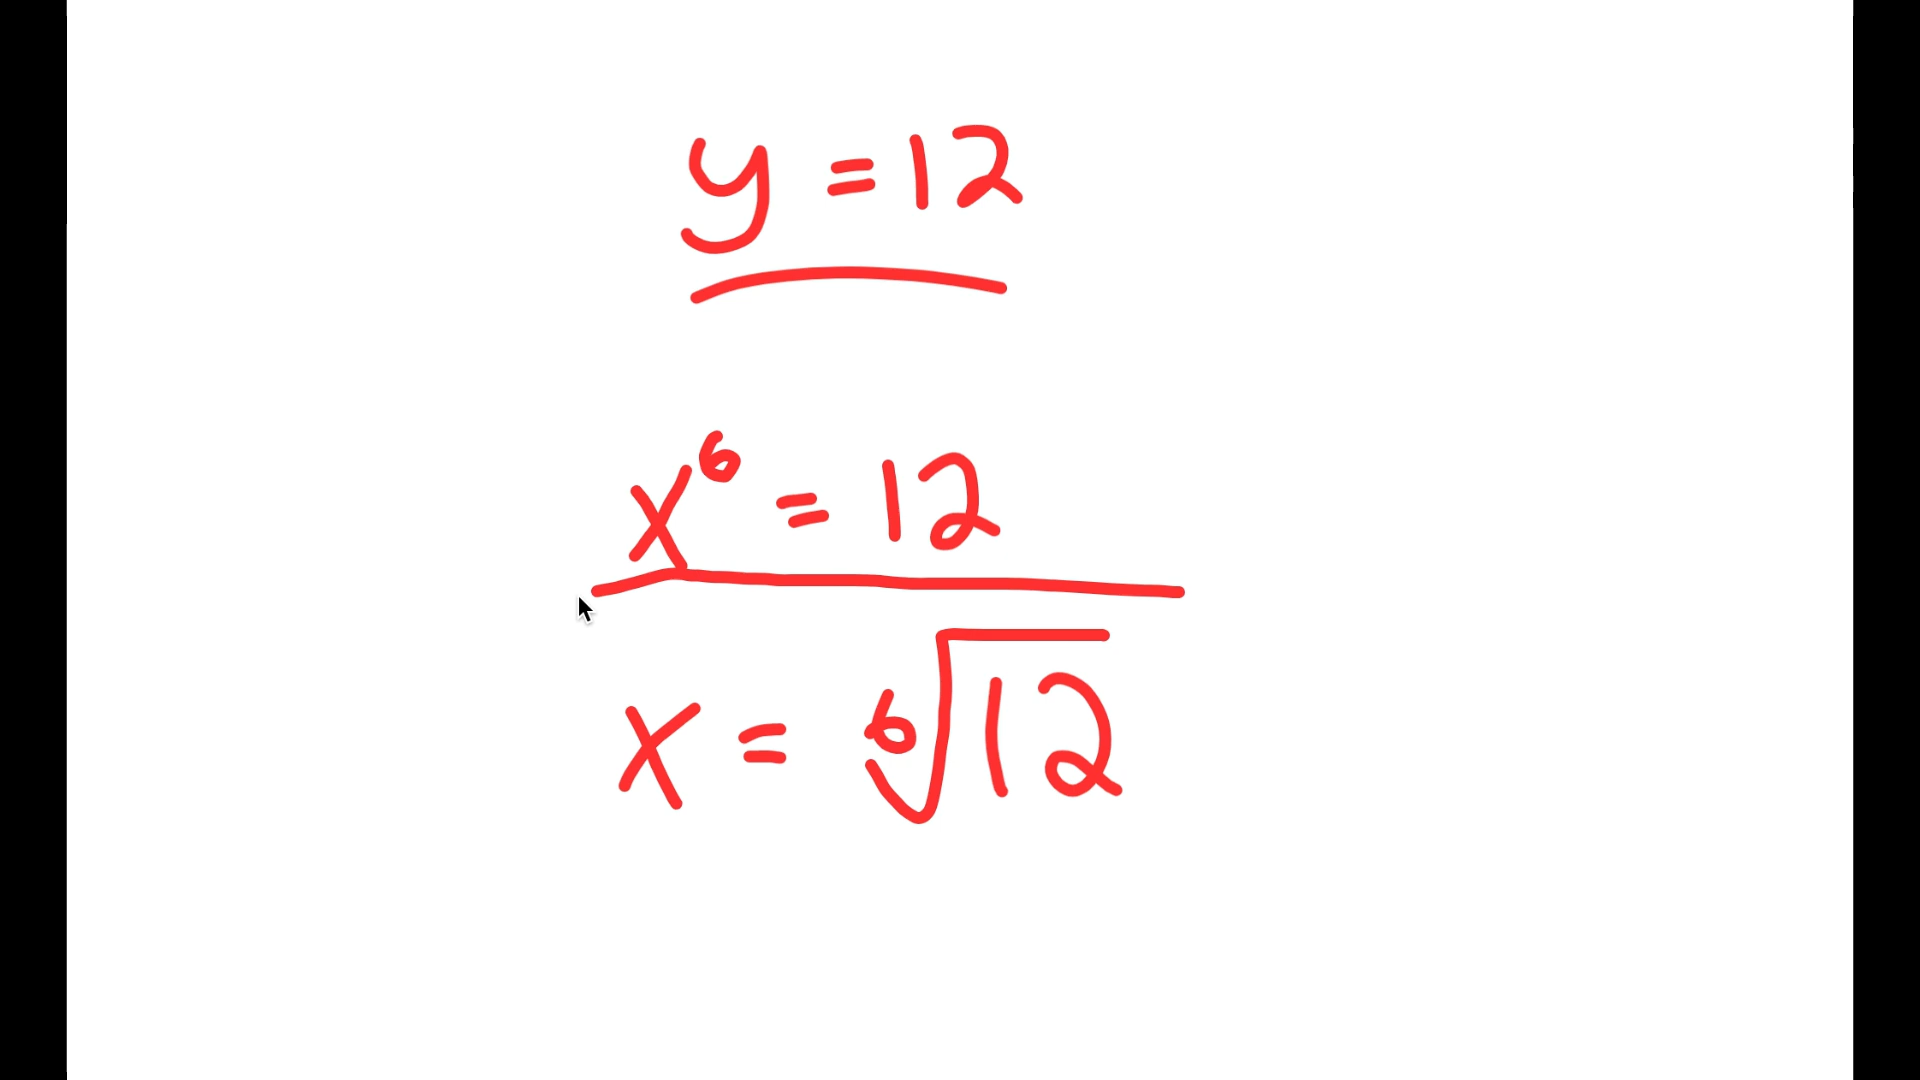 y = 12
x⁶ = 12
x = ⁶√12